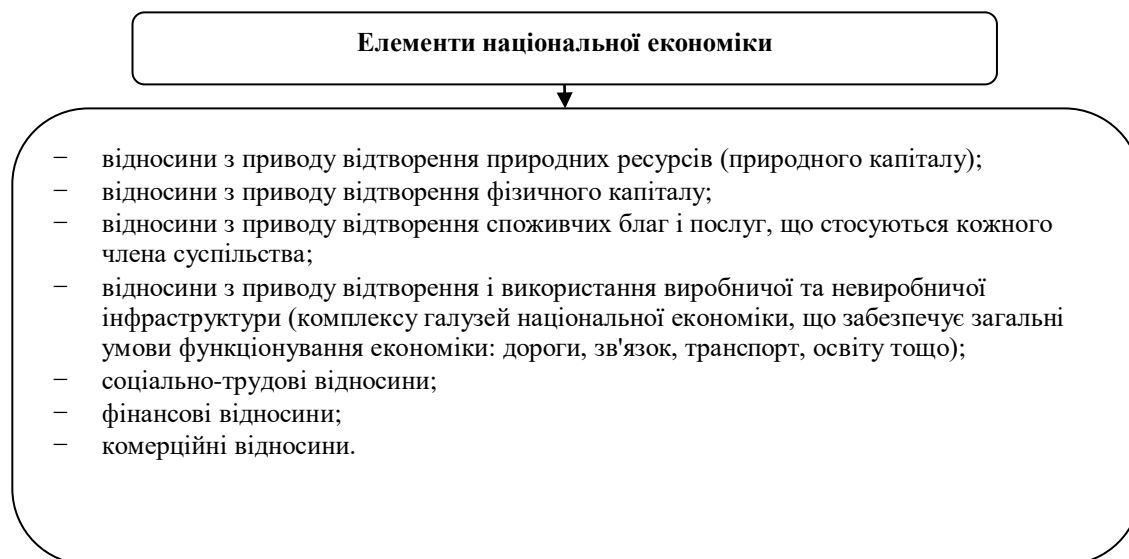 Елементи національної економіки
− відносини з приводу відтворення природних ресурсів (природного капіталу);
− відносини з приводу відтворення фізичного капіталу;
− відносини з приводу відтворення споживчих благ і послуг, що стосуються кожного
члена суспільства;
− відносини з приводу відтворення і використання виробничої та невиробничої
інфраструктури (комплексу галузей національної економіки, що забезпечує загальні
умови функціонування економіки: дороги, зв'язок, транспорт, освіту тощо);
− соціально-трудові відносини;
− фінансові відносини;
− комерційні відносини.